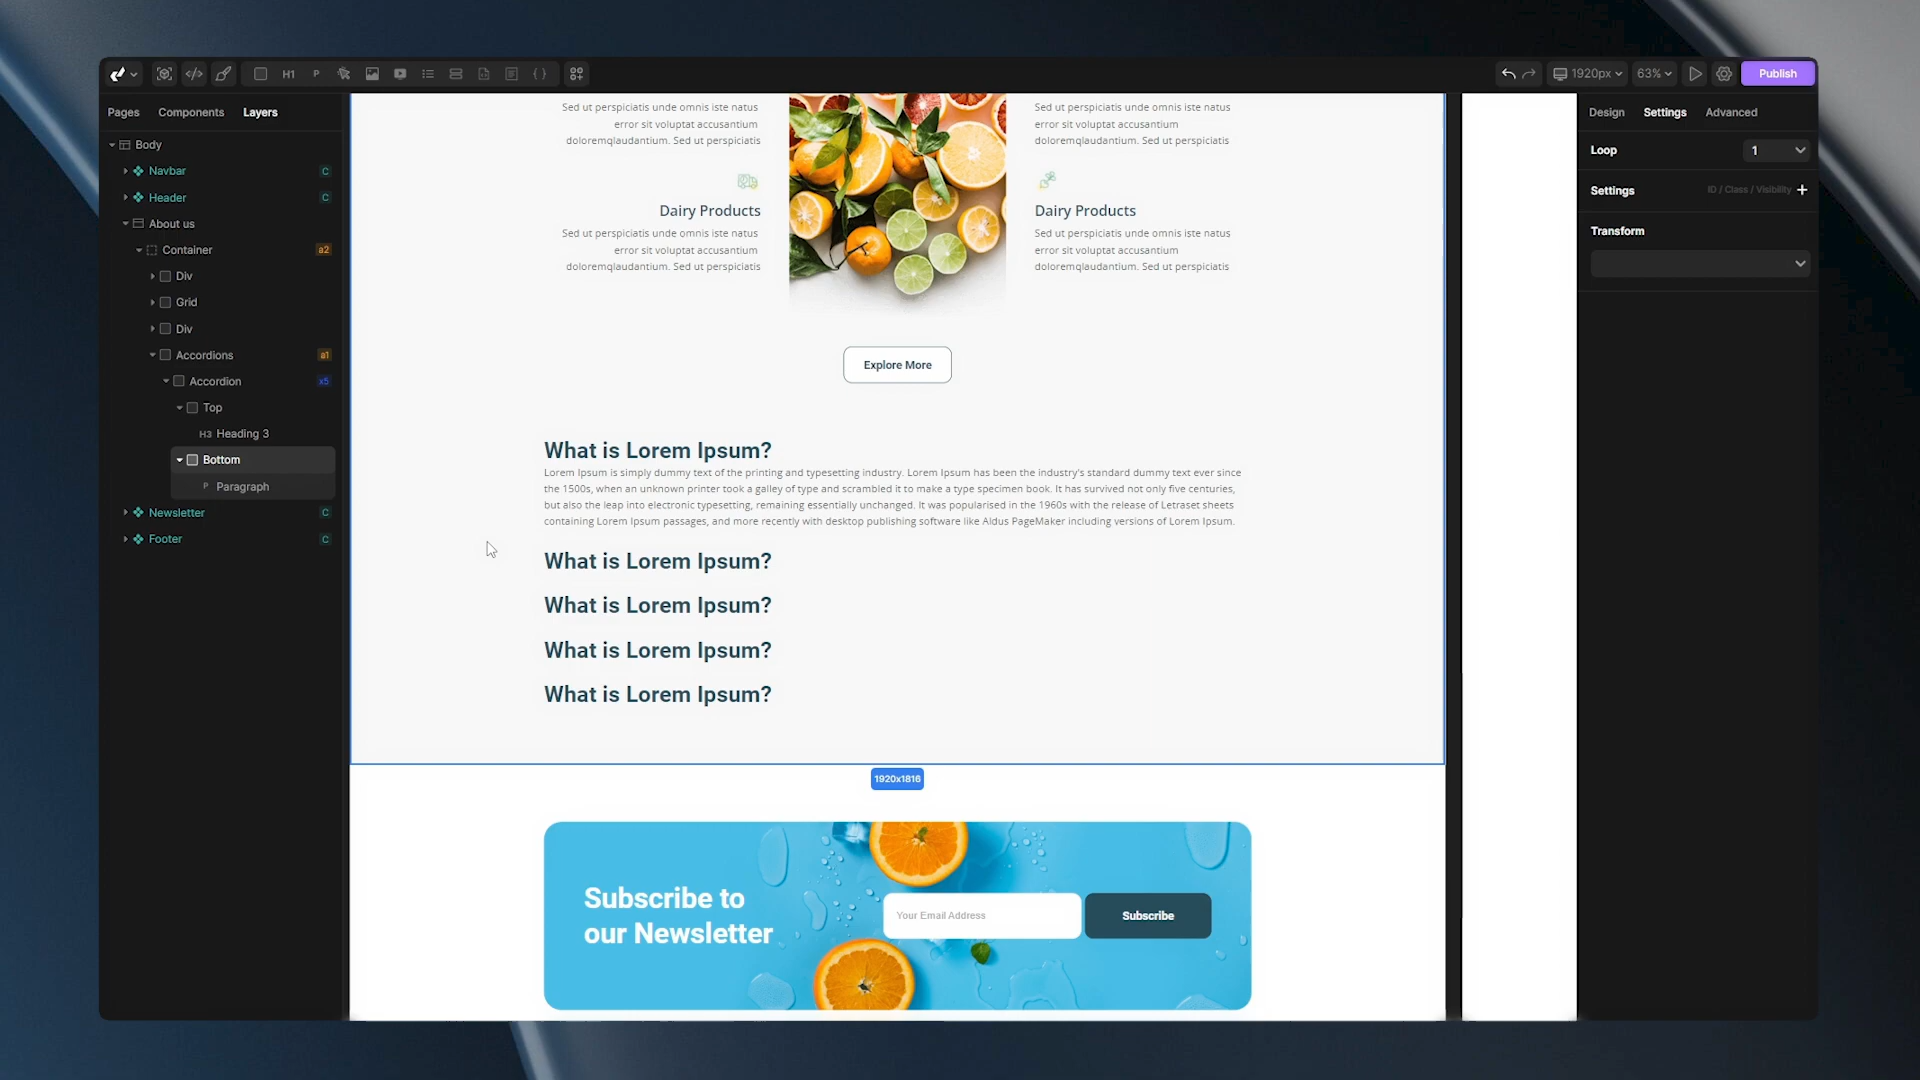 H1
P
1920px
63%
Publish
Pages
Components
Layers
Body
Navbar
C
Header
C
About us
Container
a2
Div
Grid
Div
Accordions
a1
Accordion
x5
Top
H3 Heading 3
Bottom
P Paragraph
Newsletter
C
Footer
C
Sed ut perspiciatis unde omnis iste natus
error sit voluptat accusantium
doloremqlaudantium. Sed ut perspiciatis
Sed ut perspiciatis unde omnis iste natus
error sit voluptat accusantium
doloremqlaudantium. Sed ut perspiciatis
Dairy Products
Sed ut perspiciatis unde omnis iste natus
error sit voluptat accusantium
doloremqlaudantium. Sed ut perspiciatis
Dairy Products
Sed ut perspiciatis unde omnis iste natus
error sit voluptat accusantium
doloremqlaudantium. Sed ut perspiciatis
Explore More
What is Lorem Ipsum?
Lorem Ipsum is simply dummy text of the printing and typesetting industry. Lorem Ipsum has been the industry's standard dummy text ever since
the 1500s, when an unknown printer took a galley of type and scrambled it to make a type specimen book. It has survived not only five centuries,
but also the leap into electronic typesetting, remaining essentially unchanged. It was popularised in the 1960s with the release of Letraset sheets
containing Lorem Ipsum passages, and more recently with desktop publishing software like Aldus PageMaker including versions of Lorem Ipsum.
What is Lorem Ipsum?
What is Lorem Ipsum?
What is Lorem Ipsum?
What is Lorem Ipsum?
1920x1816
Subscribe to
our Newsletter
Your Email Address
Subscribe
Design
Settings
Advanced
Loop
1
Settings
ID / Class / Visibility
Transform